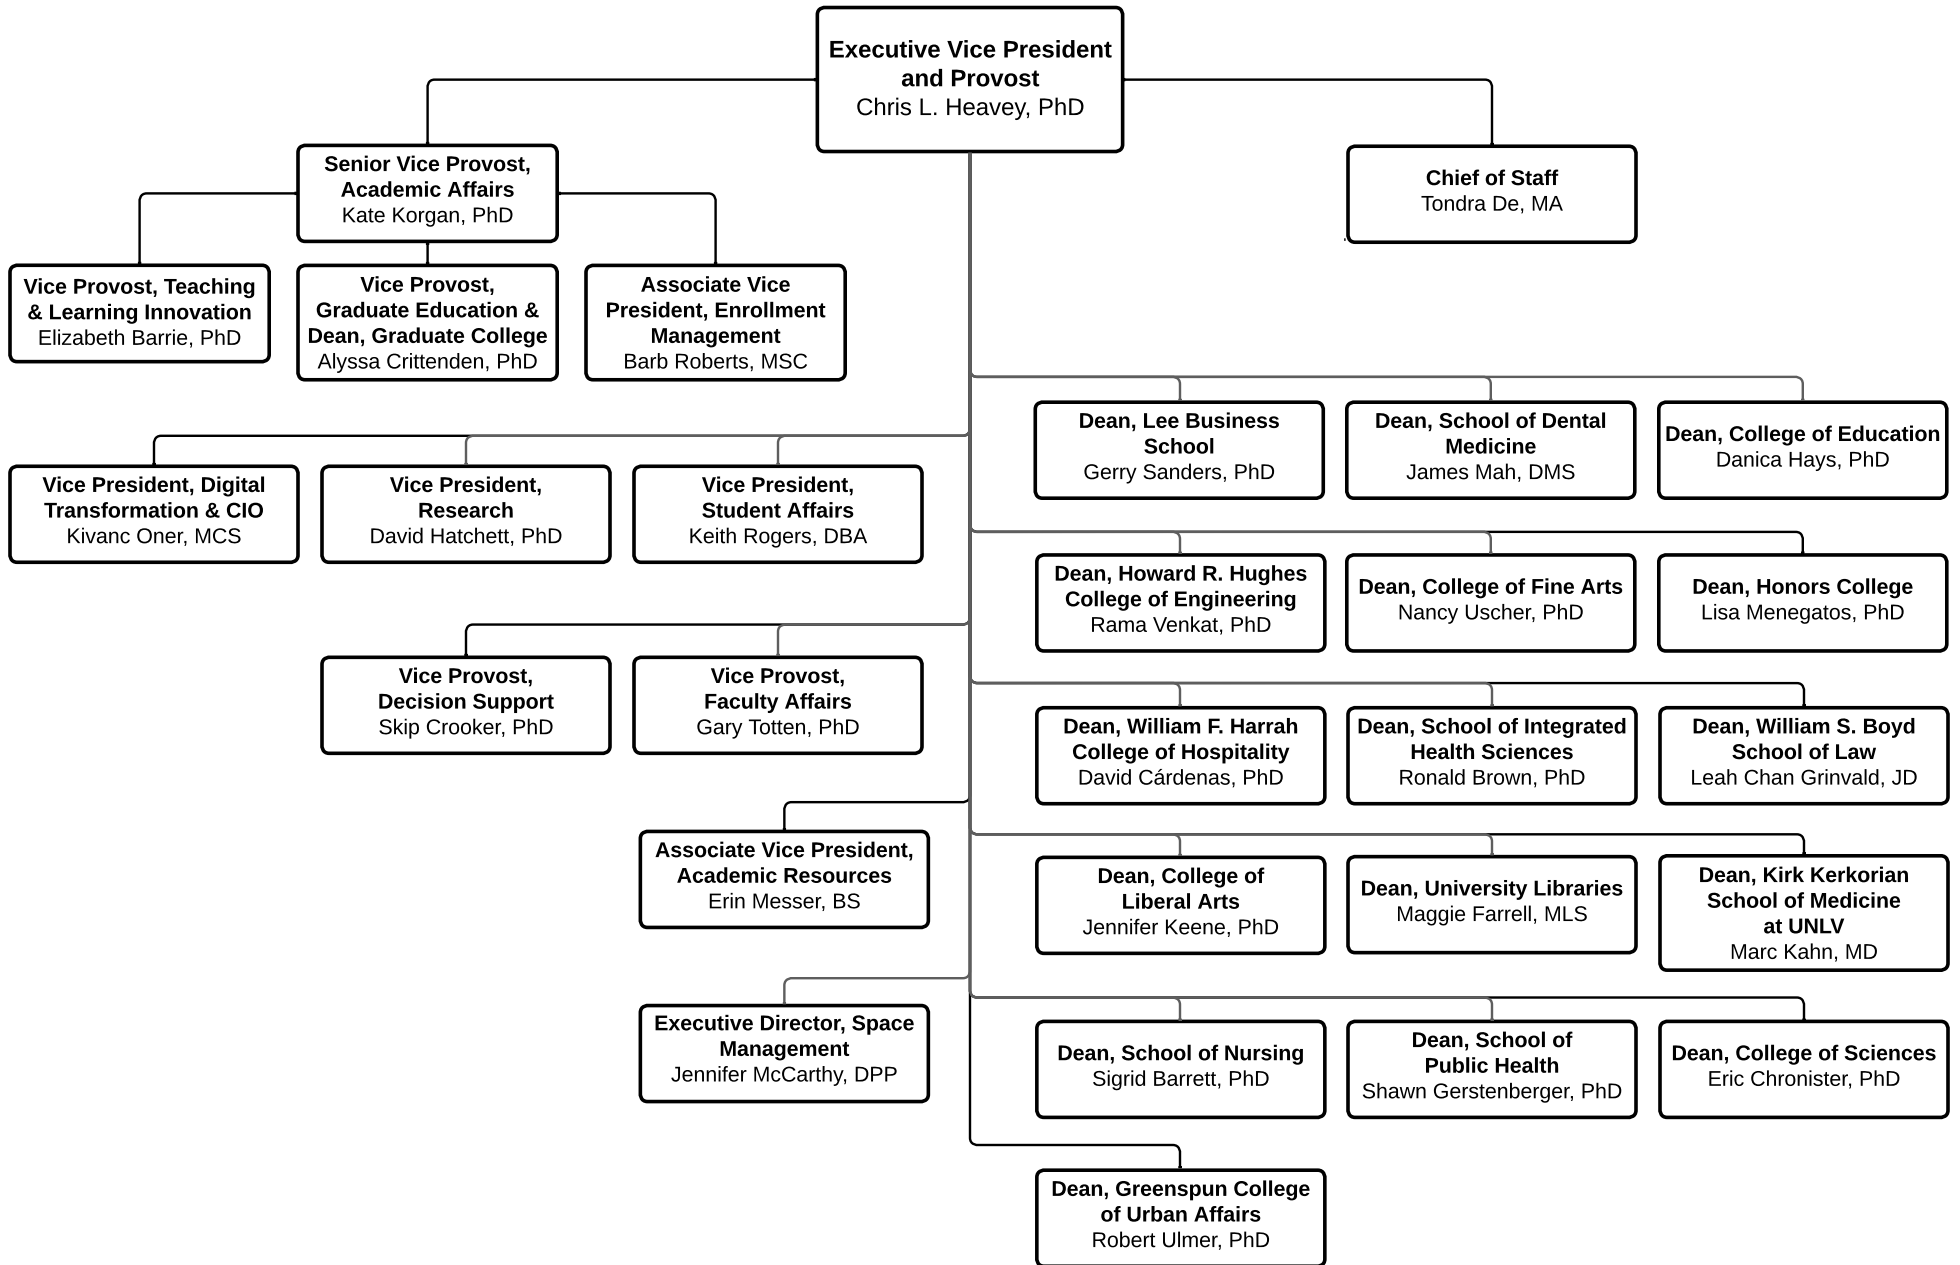 Executive Vice President
and Provost
Chris L. Heavey, PhD
Senior Vice Provost,
Academic Affairs
Kate Korgan, PhD
Chief of Staff
Tondra De, MA
Vice Provost, Teaching
& Learning Innovation
Elizabeth Barrie, PhD
Vice Provost,
Graduate Education &
Dean, Graduate College
Alyssa Crittenden, PhD
Associate Vice
President, Enrollment
Management
Barb Roberts, MSC
Dean, Lee Business
School
Gerry Sanders, PhD
Dean, School of Dental
Medicine
James Mah, DMS
Dean, College of Education
Danica Hays, PhD
Vice President, Digital
Transformation & CIO
Kivanc Oner, MCS
Vice President,
Research
David Hatchett, PhD
Vice President,
Student Affairs
Keith Rogers, DBA
Dean, Howard R. Hughes
College of Engineering
Rama Venkat, PhD
Dean, College of Fine Arts
Nancy Uscher, PhD
Dean, Honors College
Lisa Menegatos, PhD
Vice Provost,
Decision Support
Skip Crooker, PhD
Vice Provost,
Faculty Affairs
Gary Totten, PhD
Dean, William F. Harrah
College of Hospitality
David Cárdenas, PhD
Dean, School of Integrated
Health Sciences
Ronald Brown, PhD
Dean, William S. Boyd
School of Law
Leah Chan Grinvald, JD
Associate Vice President,
Academic Resources
Erin Messer, BS
Dean, College of
Liberal Arts
Jennifer Keene, PhD
Dean, University Libraries
Maggie Farrell, MLS
Dean, Kirk Kerkorian
School of Medicine
at UNLV
Marc Kahn, MD
Executive Director, Space
Management
Jennifer McCarthy, DPP
Dean, School of Nursing
Sigrid Barrett, PhD
Dean, School of
Public Health
Shawn Gerstenberger, PhD
Dean, College of Sciences
Eric Chronister, PhD
Dean, Greenspun College
of Urban Affairs
Robert Ulmer, PhD